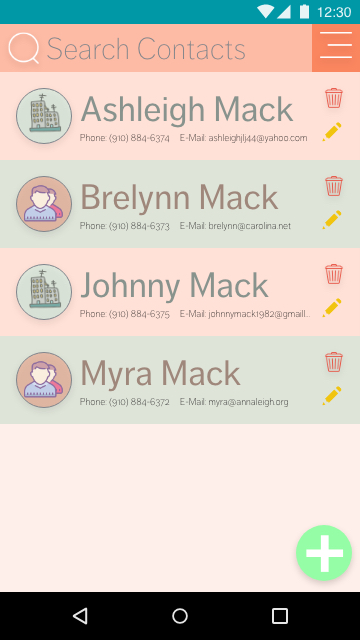 12:30
Search Contacts
Ashleigh Mack
Phone: (910) 884-6374 E-Mail: ashleighjlj44@yahoo.com
Brelynn Mack
Phone: (910) 884-6373 E-Mail: brelynn@carolina.net
Johnny Mack
Phone: (910) 884-6375 E-Mail: johnnymack1982@gmaill...
Myra Mack
Phone: (910) 884-6372 E-Mail: myra@annaleigh.org